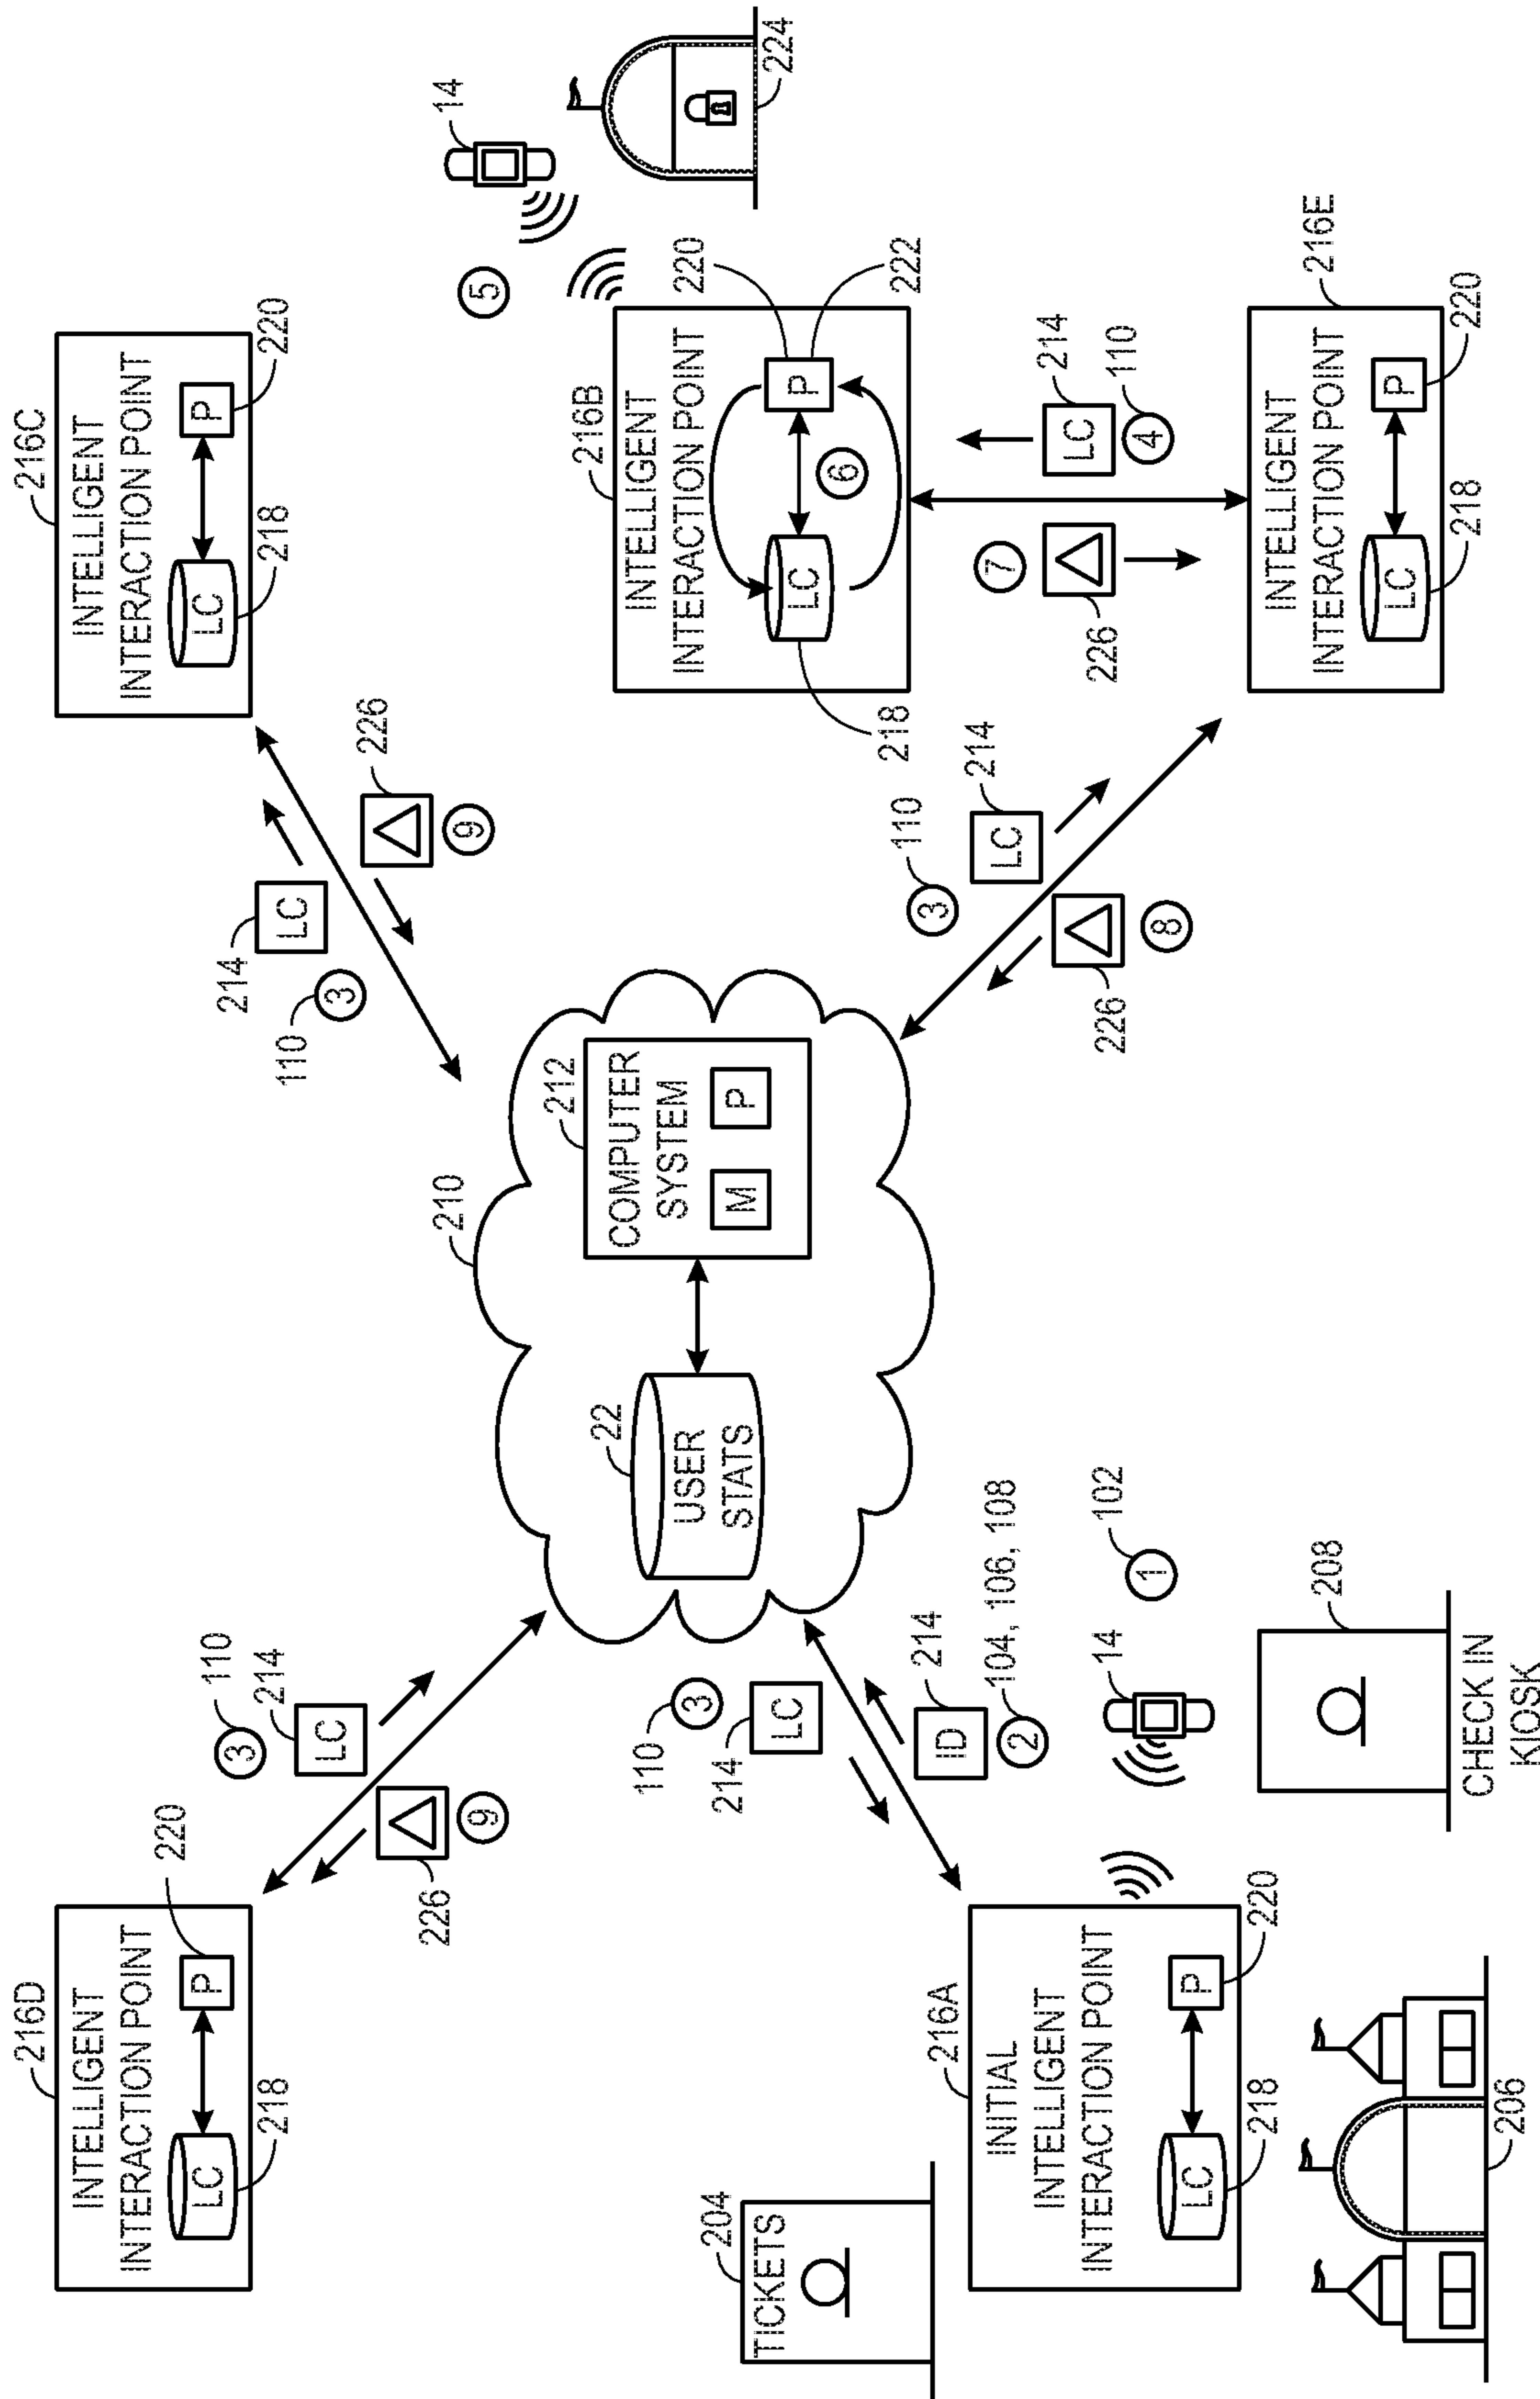 216D
INTELLIGENT
INTERACTION POINT
LC
P
218
220
216C
INTELLIGENT
INTERACTION POINT
LC
P
218
220
3
110
214
LC
226
9
214
LC
110
3
226
9
14
5
224
210
22
USER
STATS
212
COMPUTER
SYSTEM
M
P
216B
INTELLIGENT
INTERACTION POINT
LC
P
6
218
220
222
204
TICKETS
110
3
214
LC
ID
214
2
104, 106, 108
3
110
LC
214
226
8
7
226
LC
214
4
110
216A
INITIAL
INTELLIGENT
INTERACTION POINT
LC
P
218
220
14
1
102
216E
INTELLIGENT
INTERACTION POINT
LC
P
218
220
206
208
CHECK IN
KIOSK